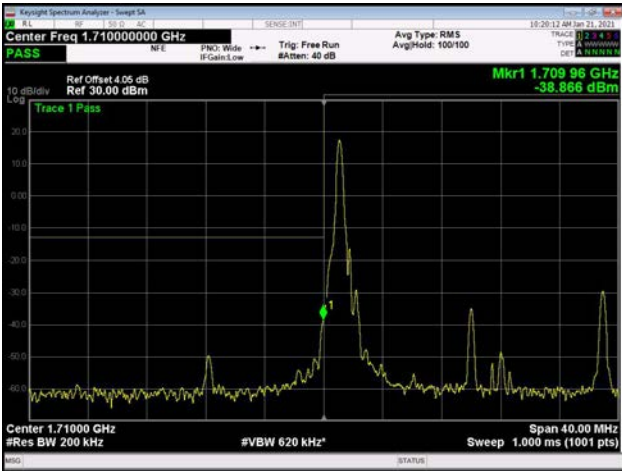 Keysight Spectrum Analyzer - Swept SA
RL RF 50 Ω AC SENSE:INT 10:20:12 AM Jan 21, 2021
Center Freq 1.710000000 GHz Avg Type: RMS TRACE 1 2 3 4 5 6
PASS NFE PNO: Wide Trig: Free Run Avg|Hold: 100/100 TYPE A WWWWW
IFGain:Low #Atten: 40 dB DET A N N N N N
Ref Offset 4.05 dB Mkr1 1.709 96 GHz
10 dB/div Ref 30.00 dBm -38.866 dBm
Log
Trace 1 Pass
20.0
10.0
0.00
-10.0
-20.0
-30.0
1
-40.0
-50.0
-60.0
Center 1.71000 GHz Span 40.00 MHz
#Res BW 200 kHz #VBW 620 kHz* Sweep 1.000 ms (1001 pts)
MSG STATUS